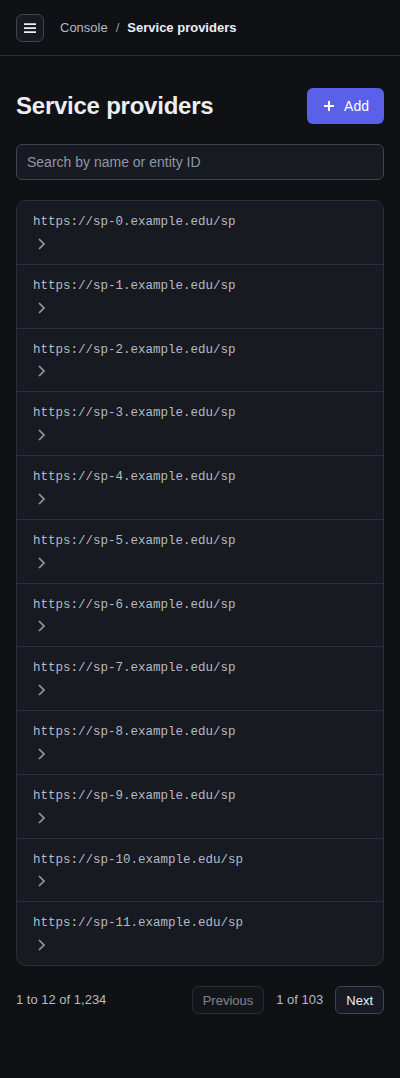 Console / Service providers
Service providers
Add
Search by name or entity ID
https://sp-0.example.edu/sp
https://sp-1.example.edu/sp
https://sp-2.example.edu/sp
https://sp-3.example.edu/sp
https://sp-4.example.edu/sp
https://sp-5.example.edu/sp
https://sp-6.example.edu/sp
https://sp-7.example.edu/sp
https://sp-8.example.edu/sp
https://sp-9.example.edu/sp
https://sp-10.example.edu/sp
https://sp-11.example.edu/sp
1 to 12 of 1,234 Previous 1 of 103 Next